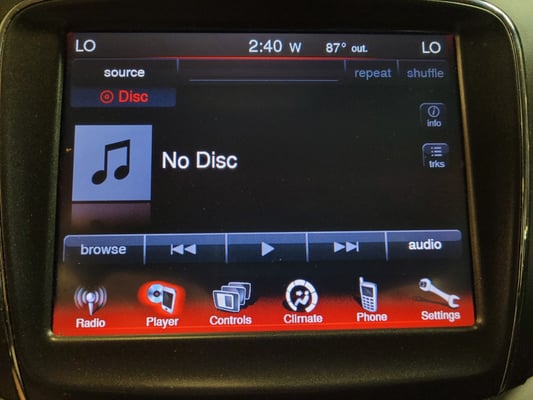 LO 2:40 W 87° out. LO
source repeat shuffle
Disc
info
No Disc
trks
browse audio
Radio Player Controls Climate Phone Settings